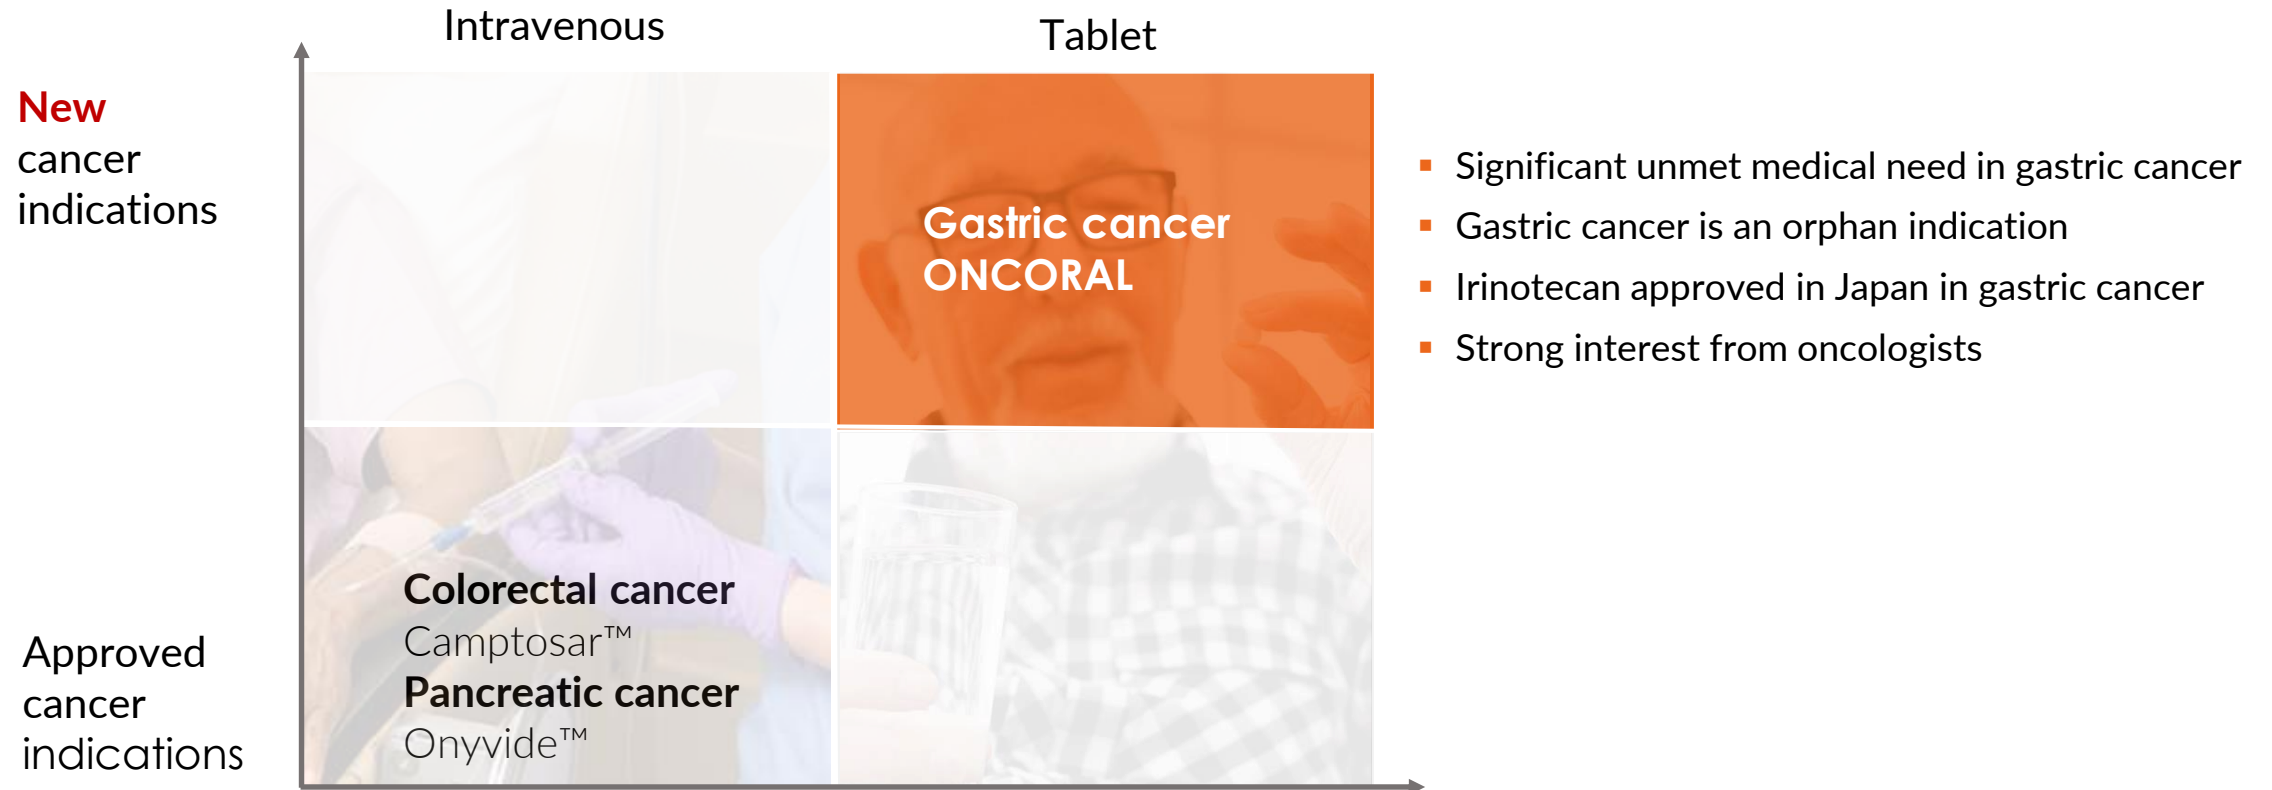 Intravenous
Tablet
New
cancer
indications
Gastric cancer
ONCORAL
Significant unmet medical need in gastric cancer
Gastric cancer is an orphan indication
Irinotecan approved in Japan in gastric cancer
Strong interest from oncologists
Approved
cancer
indications
Colorectal cancer
Camptosar™
Pancreatic cancer
Onyvide™